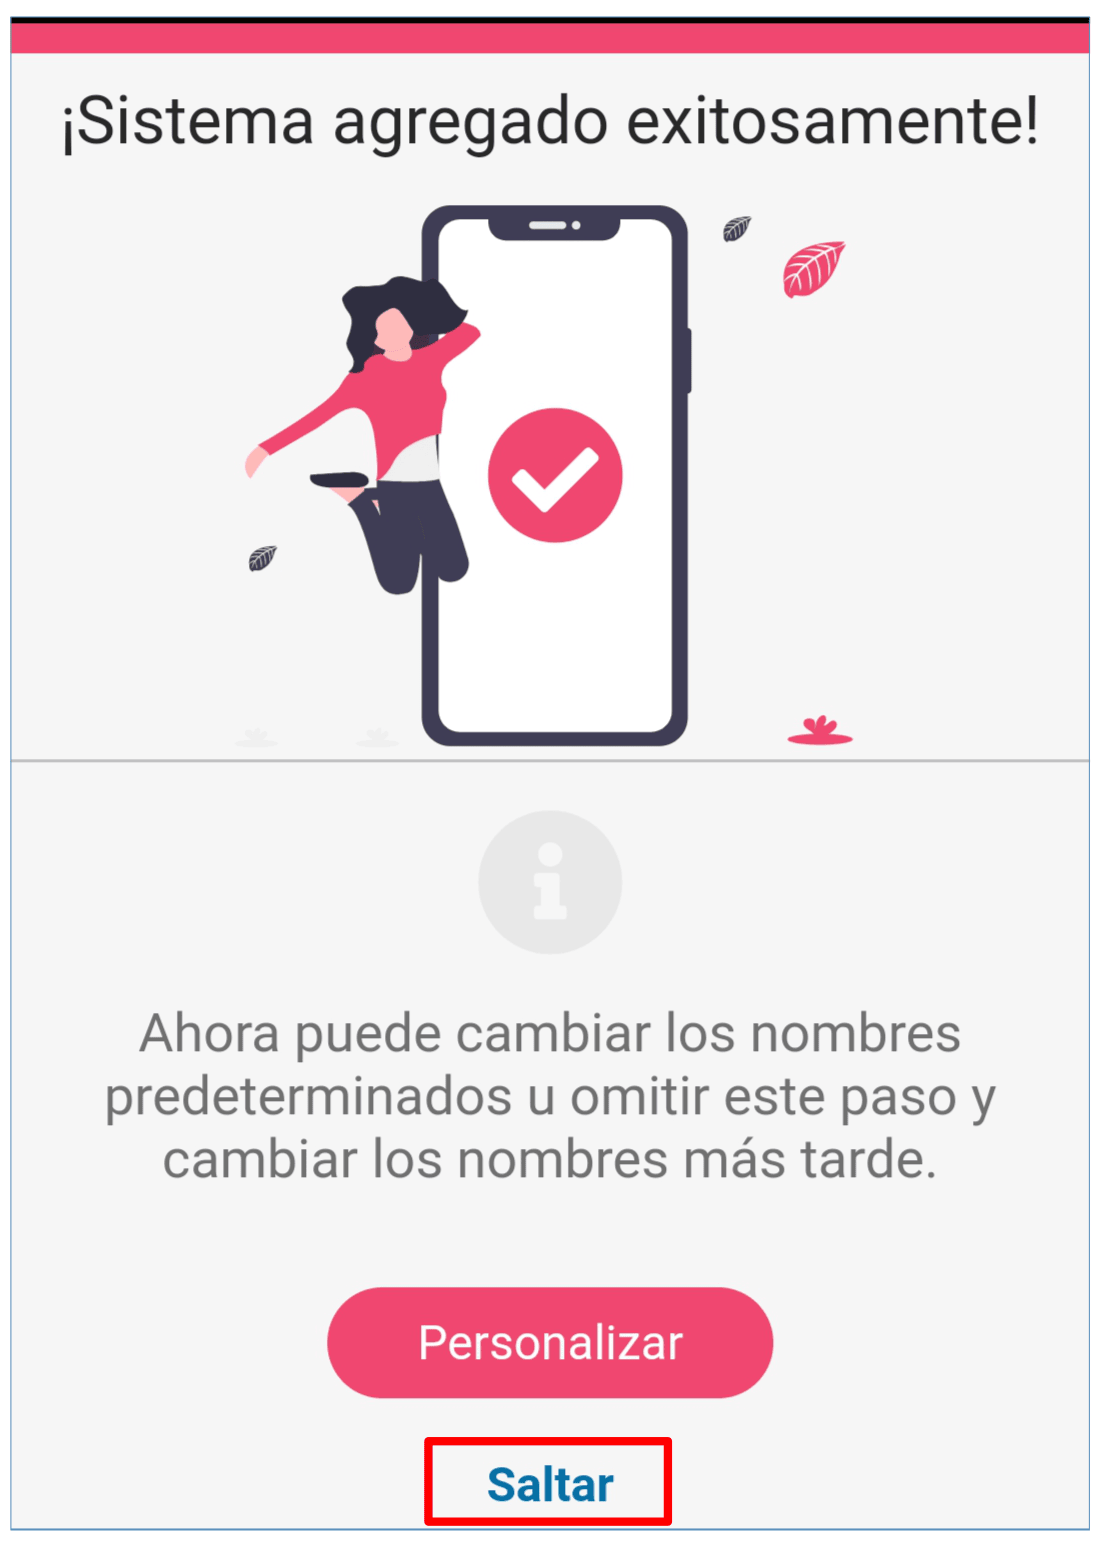 ¡Sistema agregado exitosamente!
Ahora puede cambiar los nombres
predeterminados u omitir este paso y
cambiar los nombres más tarde.
Personalizar
Saltar